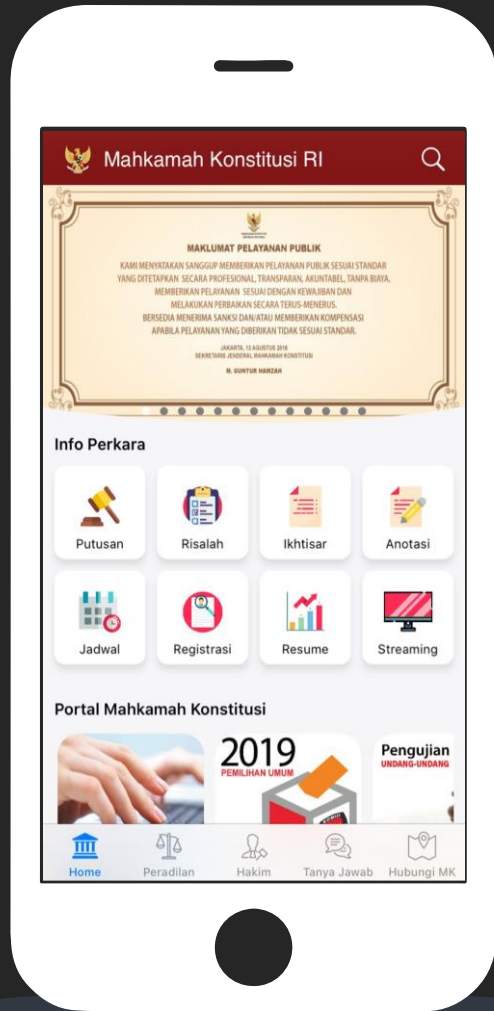 Mahkamah Konstitusi RI
MAKLUMAT PELAYANAN PUBLIK
KAMI MENYATAKAN SANGGUP MEMBERIKAN PELAYANAN PUBLIK SESUAI STANDAR
YANG DITETAPKAN SECARA PROFESIONAL, TRANSPARAN, AKUNTABEL, TANPA BIAYA.
MEMBERIKAN PELAYANAN SESUAI DENGAN KEWAJIBAN DAN
MELAKUKAN PERBAIKAN SECARA TERUS-MENERUS.
BERSEDIA MENERIMA SANKSI DAN/ATAU MEMBERIKAN KOMPENSASI
APABILA PELAYANAN YANG DIBERIKAN TIDAK SESUAI STANDAR.
JAKARTA, 13 AGUSTUS 2018
SEKRETARIS JENDERAL MAHKAMAH KONSTITUSI
M. GUNTUR HAMZAH
Info Perkara
Putusan Risalah Ikhtisar Anotasi
Jadwal Registrasi Resume Streaming
Portal Mahkamah Konstitusi
2019
PEMILIHAN UMUM
Pengujian
UNDANG-UNDANG
Home Peradilan Hakim Tanya Jawab Hubungi MK